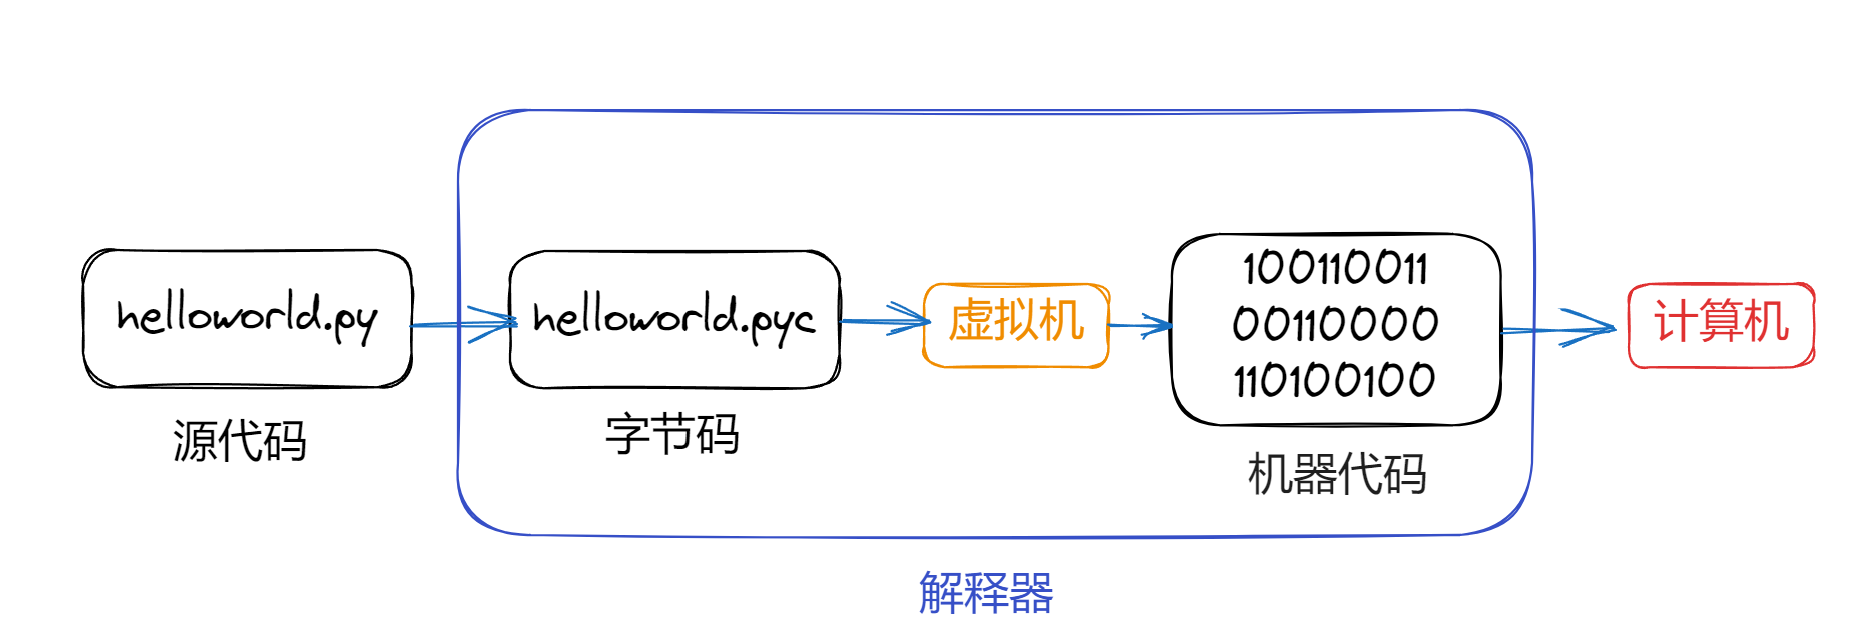 helloworld.py
源代码
helloworld.pyc
字节码
虚拟机
100110011
00110000
110100100
机器代码
计算机
解释器